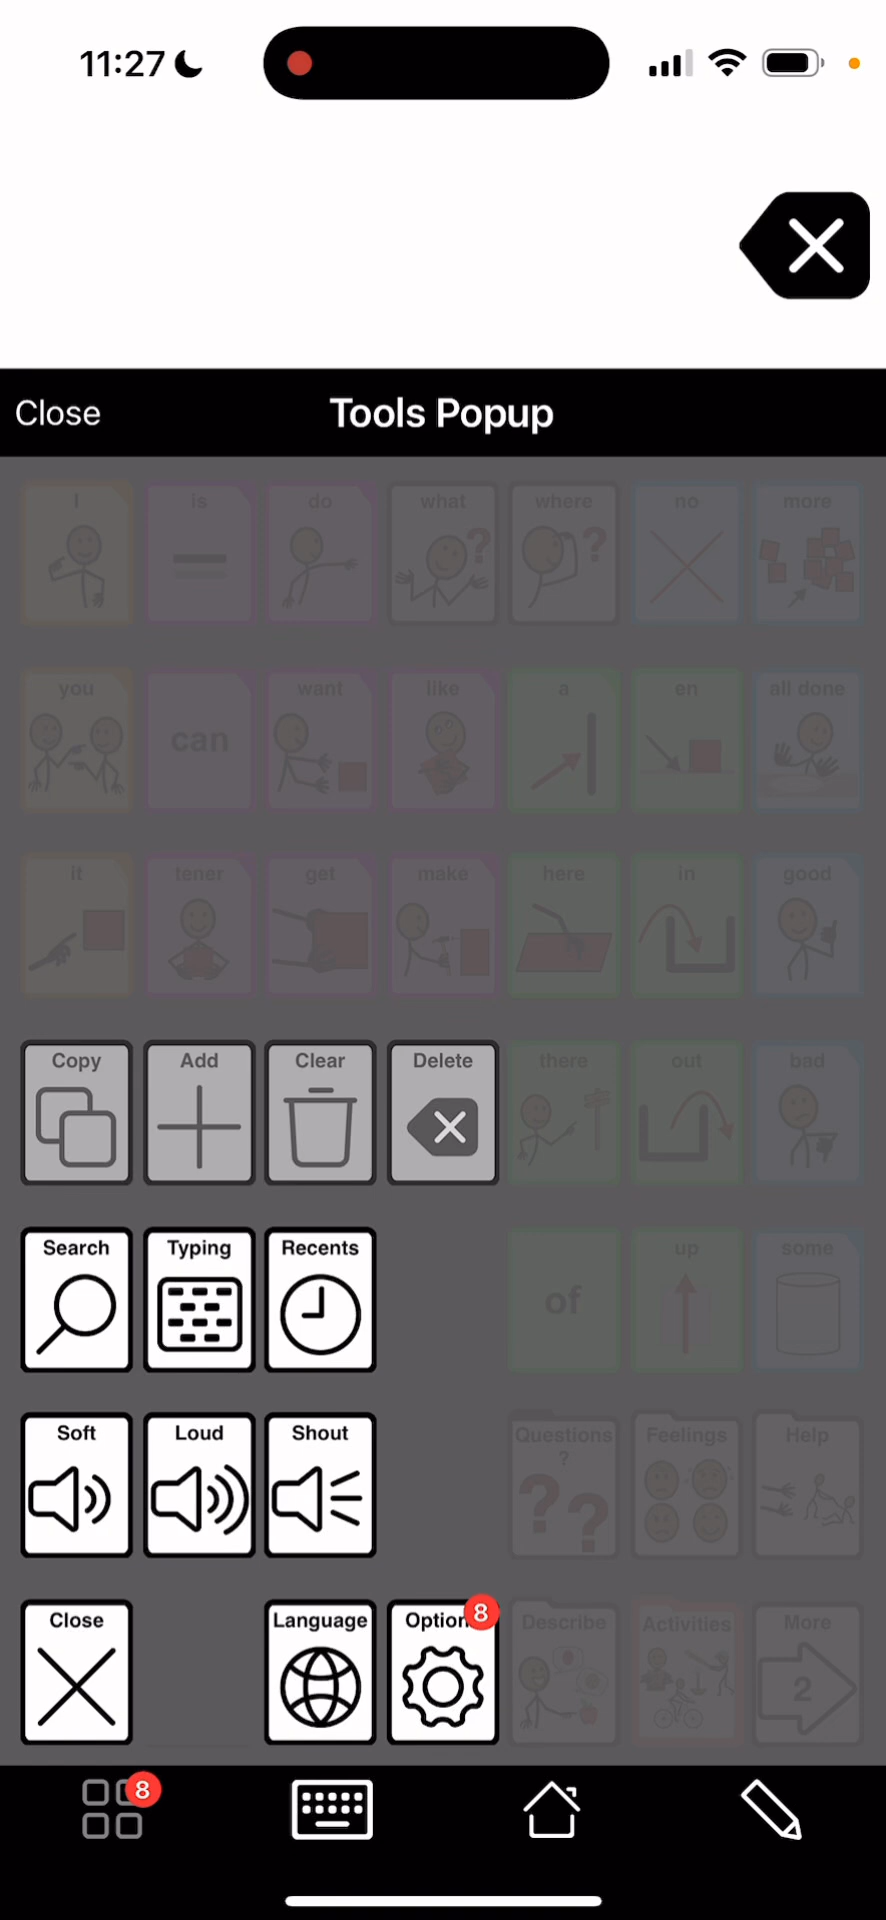 11:27
Close
Tools Popup
I
is
do
what
where
no
more
you
can
want
like
a
en
all done
it
tener
get
make
here
in
good
Copy
Add
Clear
Delete
there
out
bad
Search
Typing
Recents
of
up
some
Soft
Loud
Shout
Questions
?
Feelings
Help
Close
Language
Option
8
Describe
Activities
More
2
8